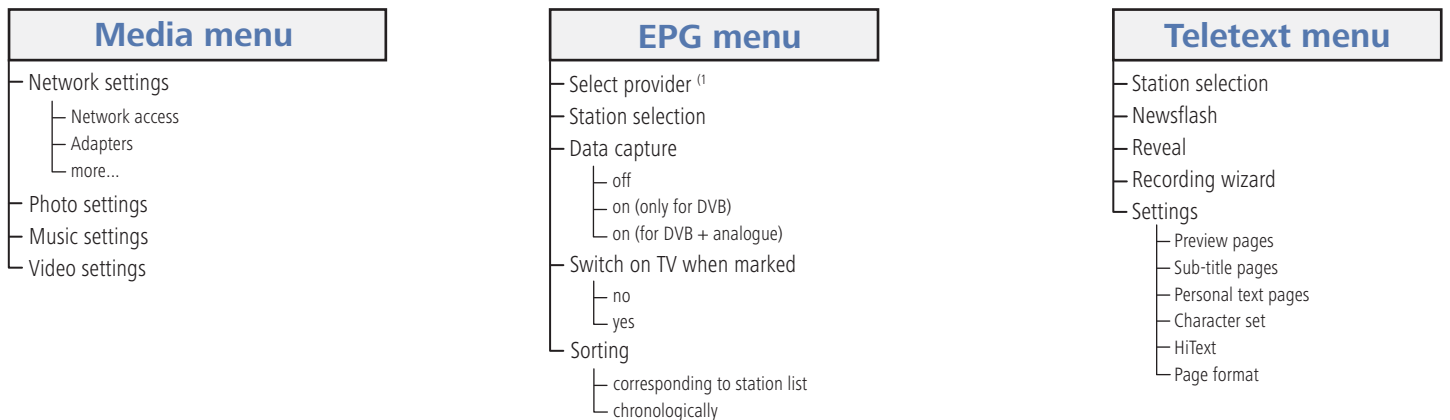 Media menu
Network settings
Network access
Adapters
more...
Photo settings
Music settings
Video settings
EPG menu
Select provider (1
Station selection
Data capture
off
on (only for DVB)
on (for DVB + analogue)
Switch on TV when marked
no
yes
Sorting
corresponding to station list
chronologically
Teletext menu
Station selection
Newsflash
Reveal
Recording wizard
Settings
Preview pages
Sub-title pages
Personal text pages
Character set
HiText
Page format